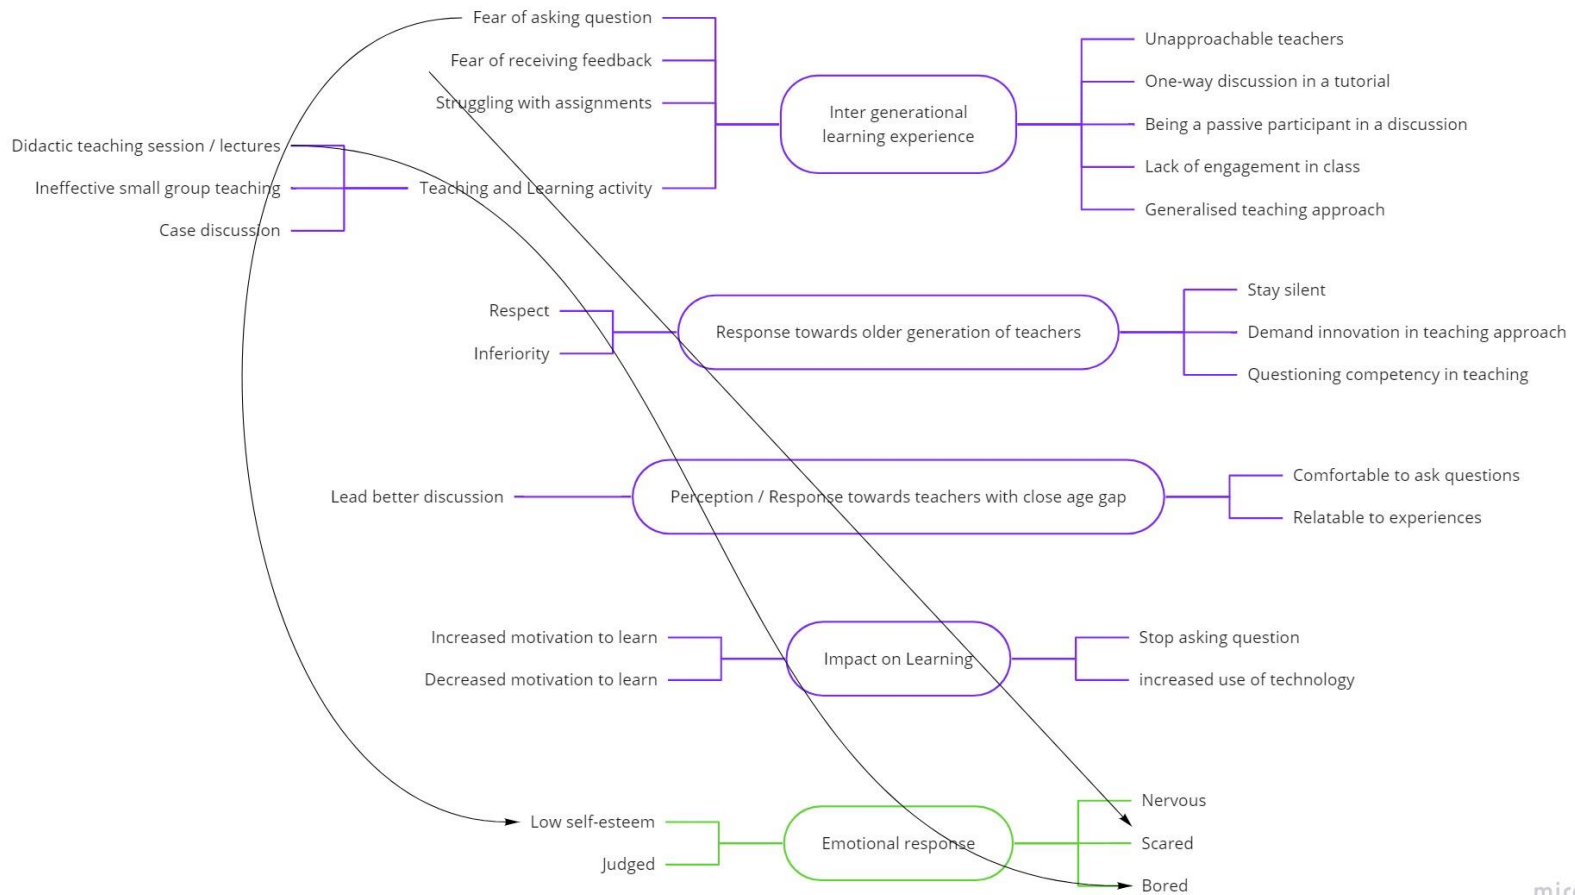 Fear of asking question
Fear of receiving feedback
Struggling with assignments
Teaching and Learning activity
Didactic teaching session / lectures
Ineffective small group teaching
Case discussion
Inter generational
learning experience
Unapproachable teachers
One-way discussion in a tutorial
Being a passive participant in a discussion
Lack of engagement in class
Generalised teaching approach
Respect
Inferiority
Response towards older generation of teachers
Stay silent
Demand innovation in teaching approach
Questioning competency in teaching
Lead better discussion
Perception / Response towards teachers with close age gap
Comfortable to ask questions
Relatable to experiences
Increased motivation to learn
Decreased motivation to learn
Impact on Learning
Stop asking question
increased use of technology
Low self-esteem
Judged
Emotional response
Nervous
Scared
Bored